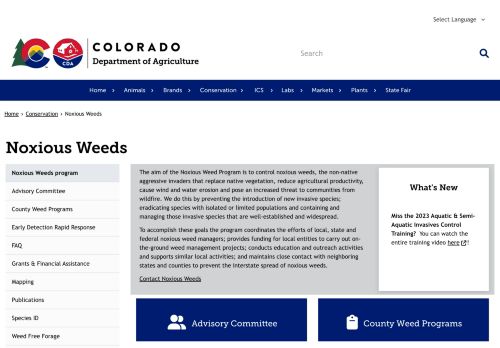 Select Language
COLORADO
Department of Agriculture
CDA
Search
Home › Animals › Brands › Conservation › ICS › Labs › Markets › Plants › State Fair
Home › Conservation › Noxious Weeds
Noxious Weeds
Noxious Weeds program
Advisory Committee
County Weed Programs
Early Detection Rapid Response
FAQ
Grants & Financial Assistance
Mapping
Publications
Species ID
Weed Free Forage
The aim of the Noxious Weed Program is to control noxious weeds, the non-native
aggressive invaders that replace native vegetation, reduce agricultural productivity,
cause wind and water erosion and pose an increased threat to communities from
wildfire. We do this by preventing the introduction of new invasive species;
eradicating species with isolated or limited populations and containing and
managing those invasive species that are well-established and widespread.
To accomplish these goals the program coordinates the efforts of local, state and
federal noxious weed managers; provides funding for local entities to carry out on-
the-ground weed management projects; conducts education and outreach activities
and supports similar local activities; and maintains close contact with neighboring
states and counties to prevent the interstate spread of noxious weeds.
Contact Noxious Weeds
What's New
Miss the 2023 Aquatic & Semi-
Aquatic Invasives Control
Training? You can watch the
entire training video here!
Advisory Committee
County Weed Programs